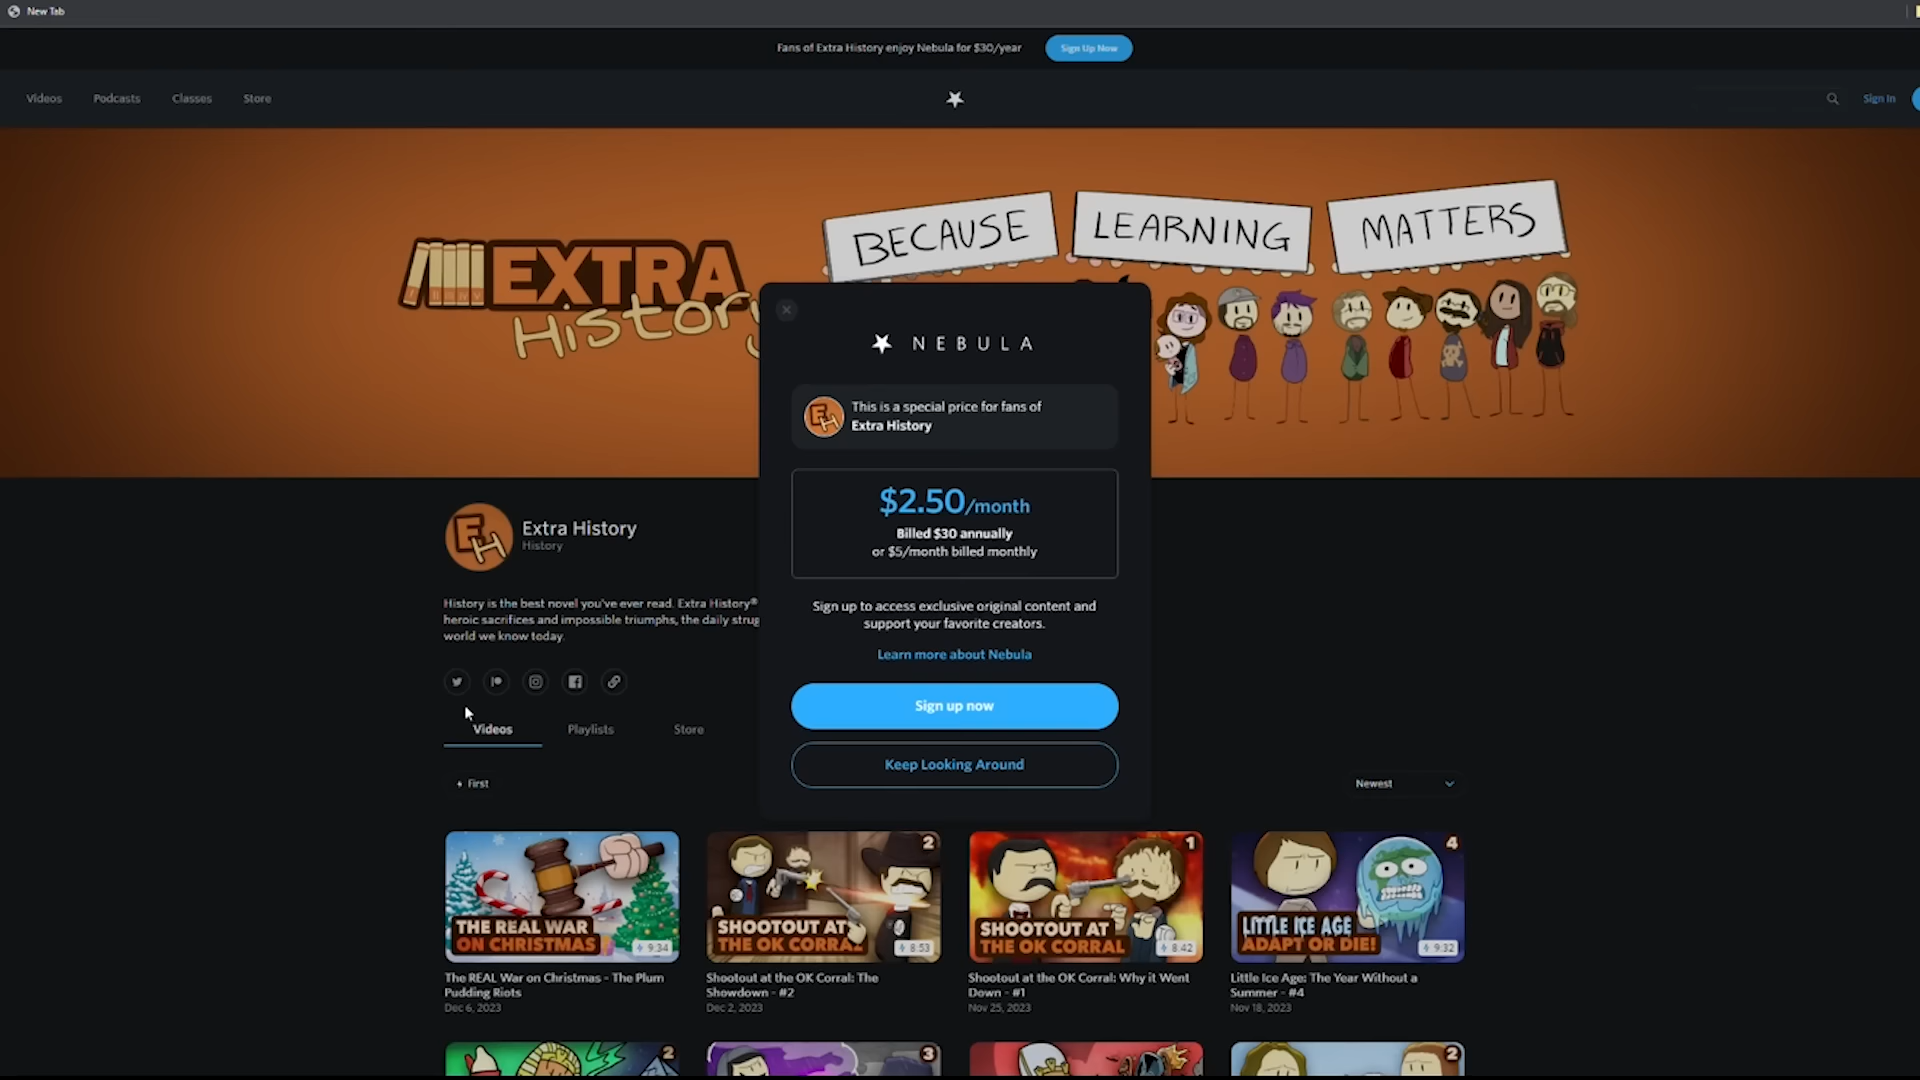 New Tab
Fans of Extra History enjoy Nebula for $30/year
Sign Up Now
Videos
Podcasts
Classes
Store
Sign In
BECAUSE
LEARNING
MATTERS
EXTRA
History
NEBULA
EH
This is a special price for fans of
Extra History
$2.50/month
Billed $30 annually
or $5/month billed monthly
Sign up to access exclusive original content and
support your favorite creators.
Learn more about Nebula
Sign up now
Keep Looking Around
EH
Extra History
History
History is the best novel you've ever read. Extra History®
heroic sacrifices and impossible triumphs, the daily strug
world we know today.
Videos
Playlists
Store
First
Newest
THE REAL WAR
ON CHRISTMAS
9:34
2
SHOOTOUT AT
THE OK CORRAL
8:53
1
SHOOTOUT AT
THE OK CORRAL
8:42
4
LITTLE ICE AGE
ADAPT OR DIE!
9:32
The REAL War on Christmas - The Plum
Pudding Riots
Dec 6, 2023
Shootout at the OK Corral: The
Showdown - #2
Dec 2, 2023
Shootout at the OK Corral: Why it Went
Down - #1
Nov 25, 2023
Little Ice Age: The Year Without a
Summer - #4
Nov 18, 2023
2
3
2